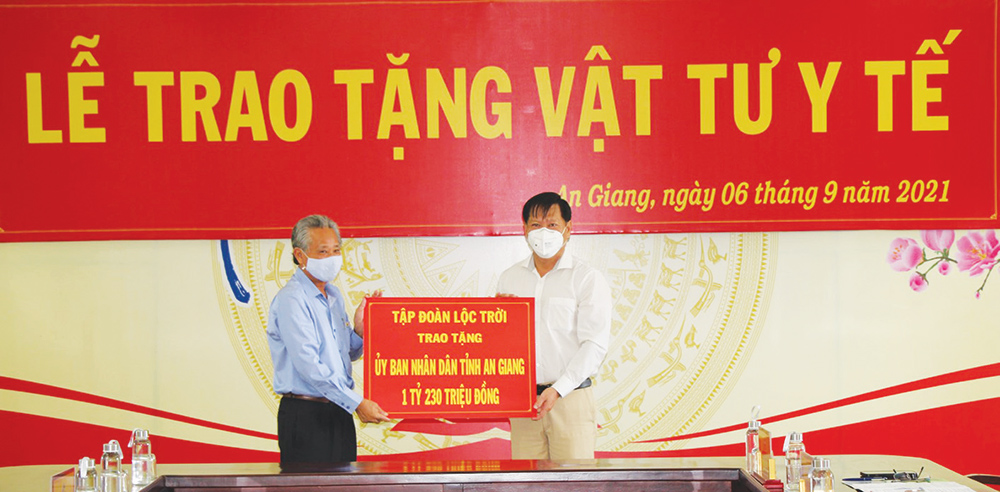 LỄ TRAO TẶNG VẬT TƯ Y TẾ
An Giang, ngày 06 tháng 9 năm 2021
TẬP ĐOÀN LỘC TRỜI
TRAO TẶNG
ỦY BAN NHÂN DÂN TỈNH AN GIANG
1 TỶ 230 TRIỆU ĐỒNG